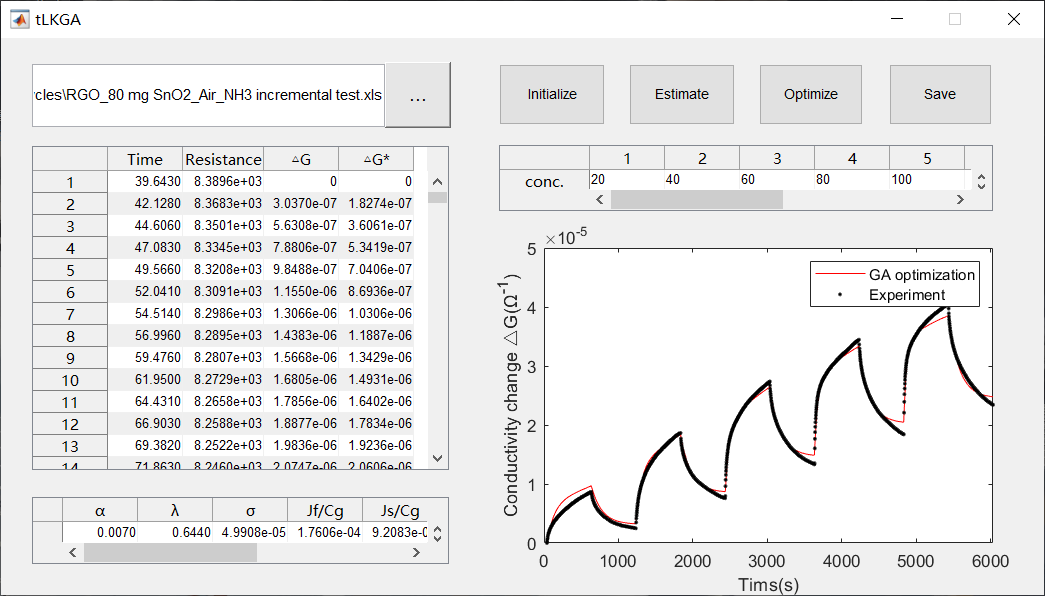 tLKGA
cles\RGO_80 mg SnO2_Air_NH3 incremental test.xls
...
Initialize
Estimate
Optimize
Save
Time Resistance △G △G*
1 39.6430 8.3896e+03 0 0
2 42.1280 8.3683e+03 3.0370e-07 1.8274e-07
3 44.6060 8.3501e+03 5.6308e-07 3.6061e-07
4 47.0830 8.3345e+03 7.8806e-07 5.3419e-07
5 49.5660 8.3208e+03 9.8488e-07 7.0406e-07
6 52.0410 8.3091e+03 1.1550e-06 8.6936e-07
7 54.5140 8.2986e+03 1.3066e-06 1.0306e-06
8 56.9960 8.2895e+03 1.4383e-06 1.1887e-06
9 59.4760 8.2807e+03 1.5668e-06 1.3429e-06
10 61.9500 8.2729e+03 1.6805e-06 1.4931e-06
11 64.4310 8.2658e+03 1.7856e-06 1.6402e-06
12 66.9030 8.2588e+03 1.8877e-06 1.7834e-06
13 69.3820 8.2522e+03 1.9836e-06 1.9236e-06
14 71.8630 8.2460e+03 2.0747e-06 2.0606e-06
α λ σ Jf/Cg Js/Cg
0.0070 0.6440 4.9908e-05 1.7606e-04 9.2083e-0
1 2 3 4 5
conc. 20 40 60 80 100
×10-5
5
4
3
2
1
0
Conductivity change △G(Ω-1)
GA optimization
Experiment
0 1000 2000 3000 4000 5000 6000
Tims(s)